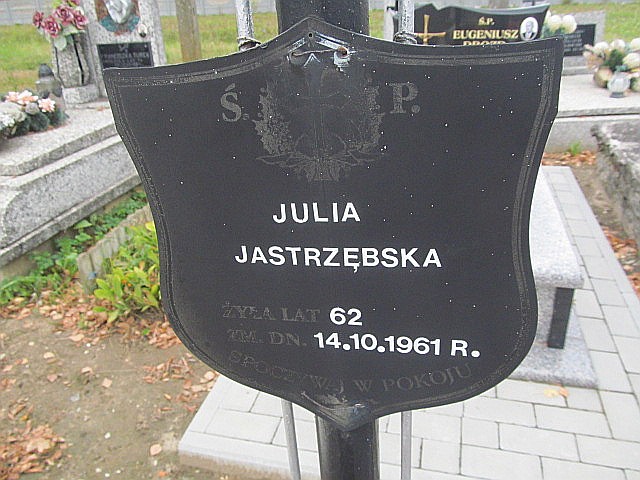 Ś. P.
JULIA
JASTRZĘBSKA
ŻYŁA LAT 62
ZM. DN. 14.10.1961 R.
SPOCZYWAJ W POKOJU
Ś.P.
EUGENIUSZ